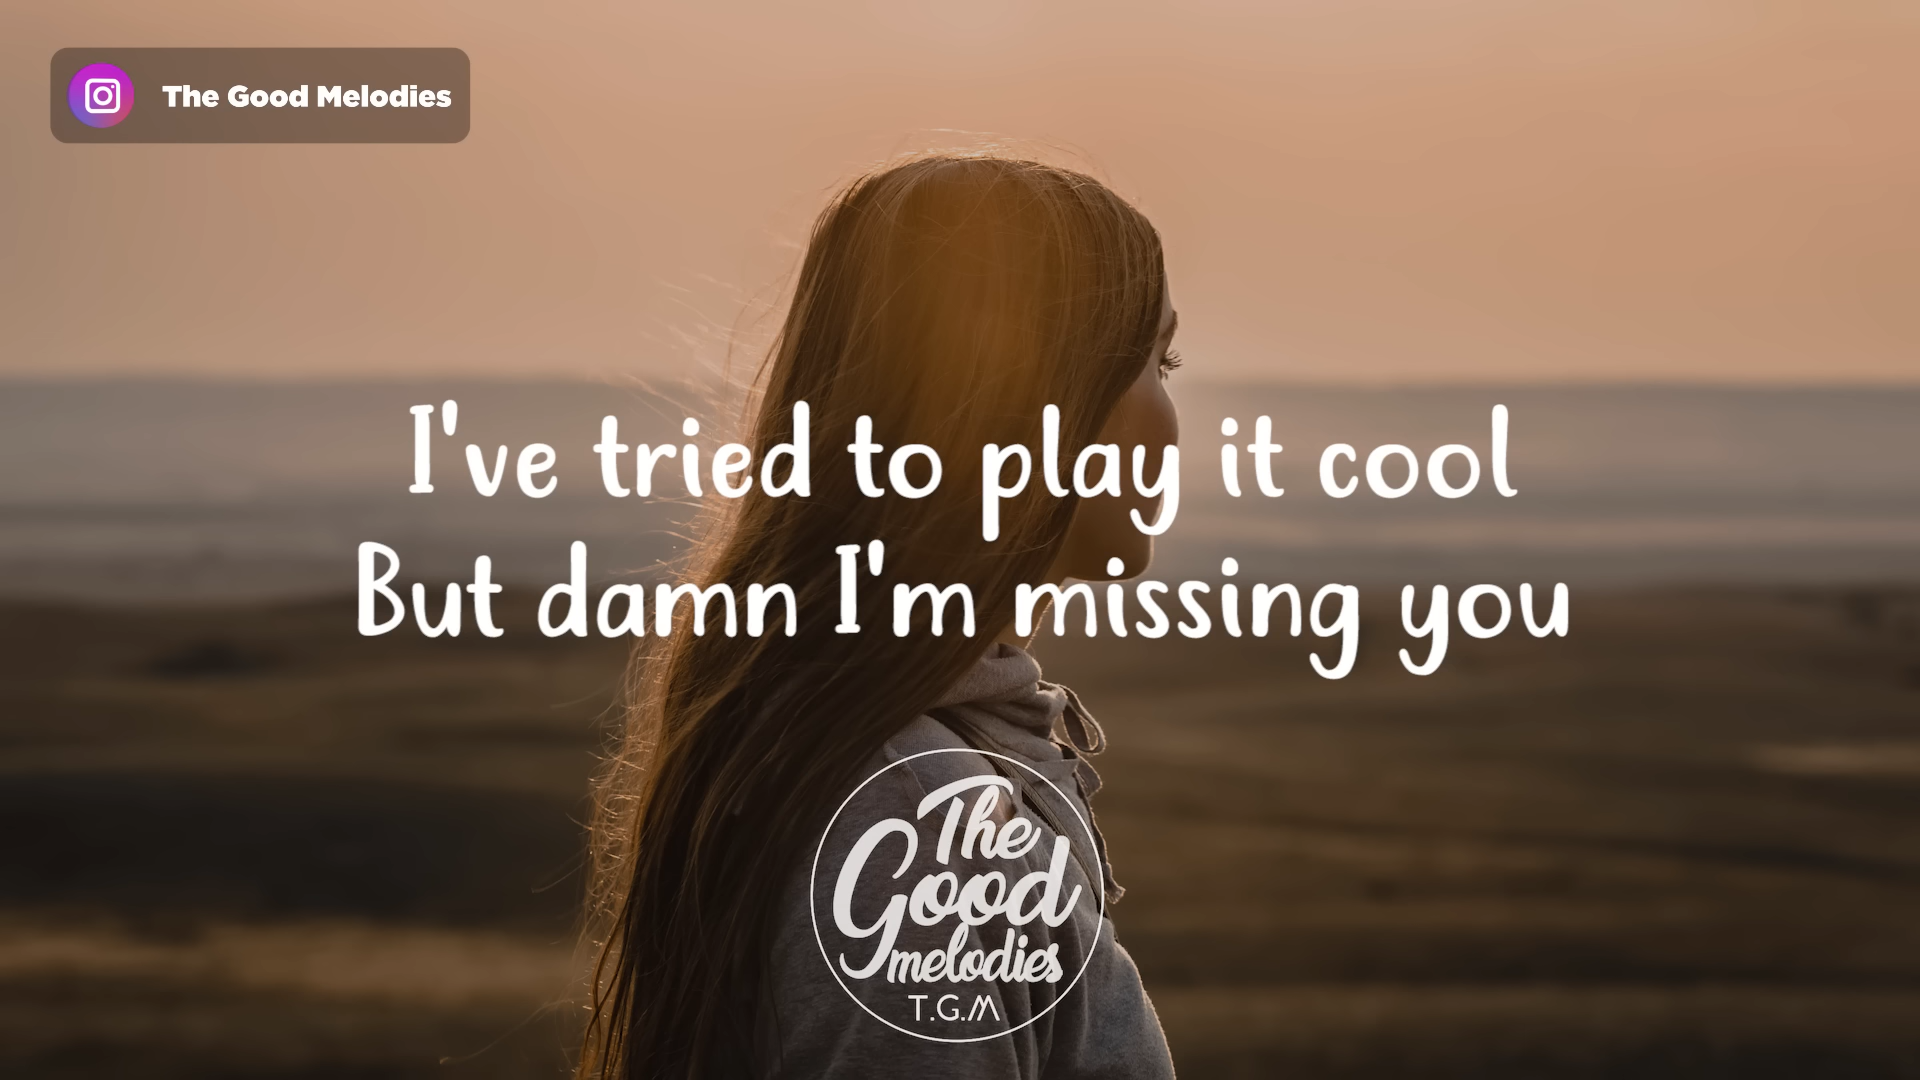 The Good Melodies
I've tried to play it cool
But damn I'm missing you
The
Good
melodies
T.G.M